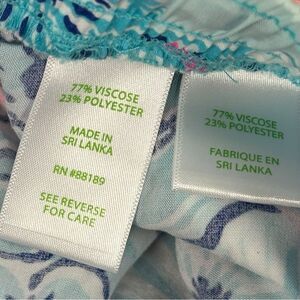 77% VISCOSE
23% POLYESTER
MADE IN
SRI LANKA
RN #88189
SEE REVERSE
FOR CARE
77% VISCOSE
23% POLYESTER
FABRIQUE EN
SRI LANKA